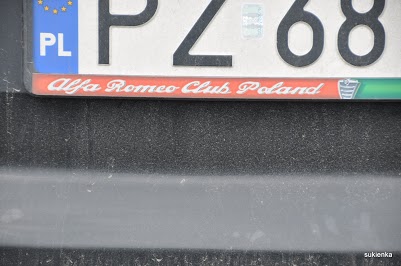 PL PZ 68
Alfa Romeo Club Poland
sukienka